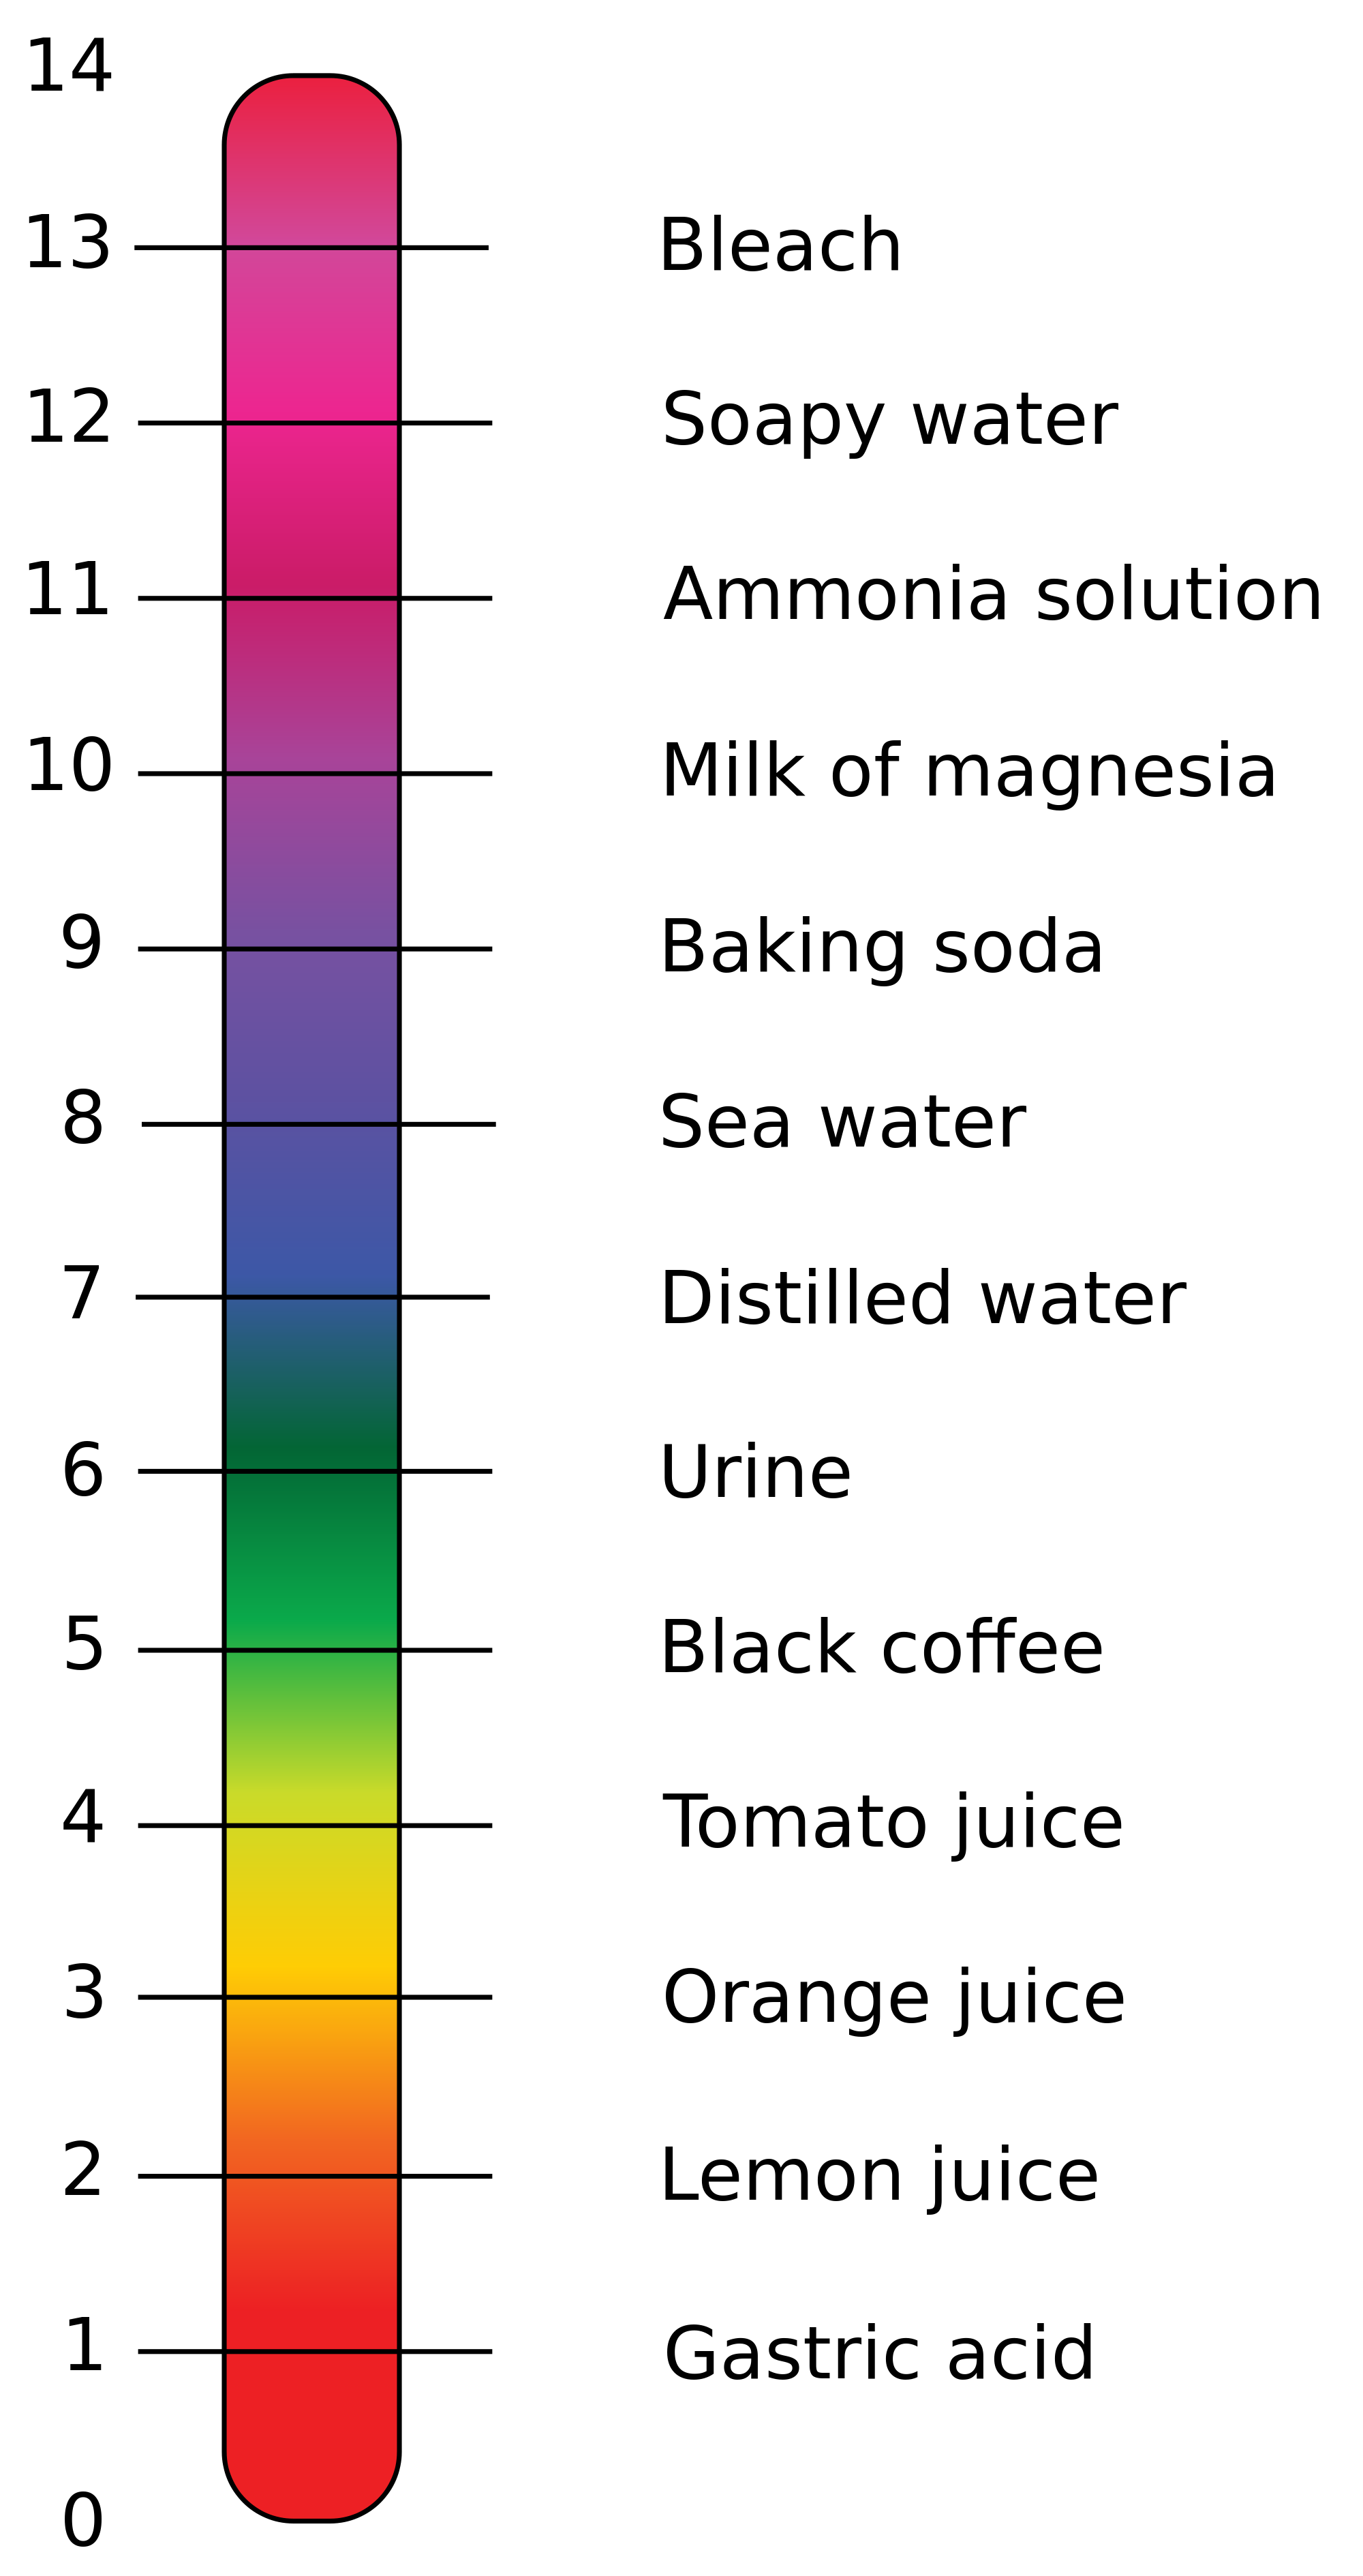 14
13 Bleach
12 Soapy water
11 Ammonia solution
10 Milk of magnesia
9 Baking soda
8 Sea water
7 Distilled water
6 Urine
5 Black coffee
4 Tomato juice
3 Orange juice
2 Lemon juice
1 Gastric acid
0